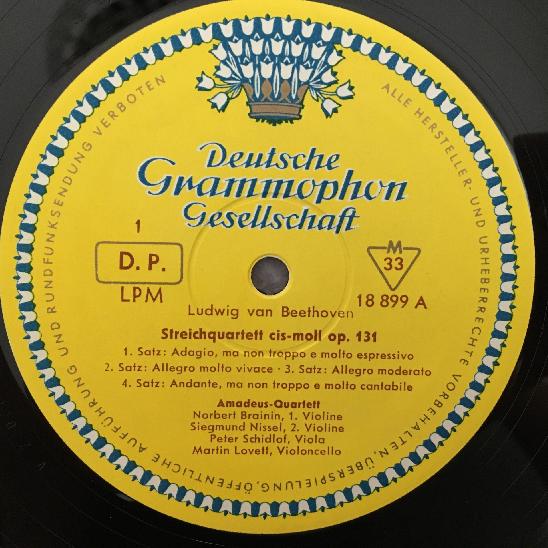 Deutsche
Grammophon
Gesellschaft
1
D. P.
LPM
M
33
18 899 A
Ludwig van Beethoven
Streichquartett cis-moll op. 131
1. Satz: Adagio, ma non troppo e molto espressivo
2. Satz: Allegro molto vivace · 3. Satz: Allegro moderato
4. Satz: Andante, ma non troppo e molto cantabile
Amadeus-Quartett
Norbert Brainin, 1. Violine
Siegmund Nissel, 2. Violine
Peter Schidlof, Viola
Martin Lovett, Violoncello
ALLE HERSTELLER- UND URHEBERRECHTE VORBEHALTEN, ÜBERSPIELUNG, ÖFFENTLICHE AUFFÜHRUNG UND RUNDFUNKSENDUNG VERBOTEN